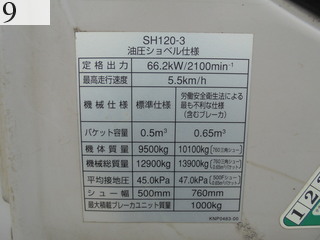 9
SH120-3
油圧ショベル仕様
定格出力 66.2kW/2100min⁻¹
最高走行速度 5.5km/h
機械仕様 標準仕様 労働安全衛生法による最も不利な仕様(含むブレーカ)
バケット容量 0.5m³ 0.65m³
機体質量 9500kg 10100kg
機械総質量 12900kg 13900kg
平均接地圧 45.0kPa 47.0kPa
シュー幅 500mm 760mm
最大積載ブレーカユニット質量 1000kg
1 2